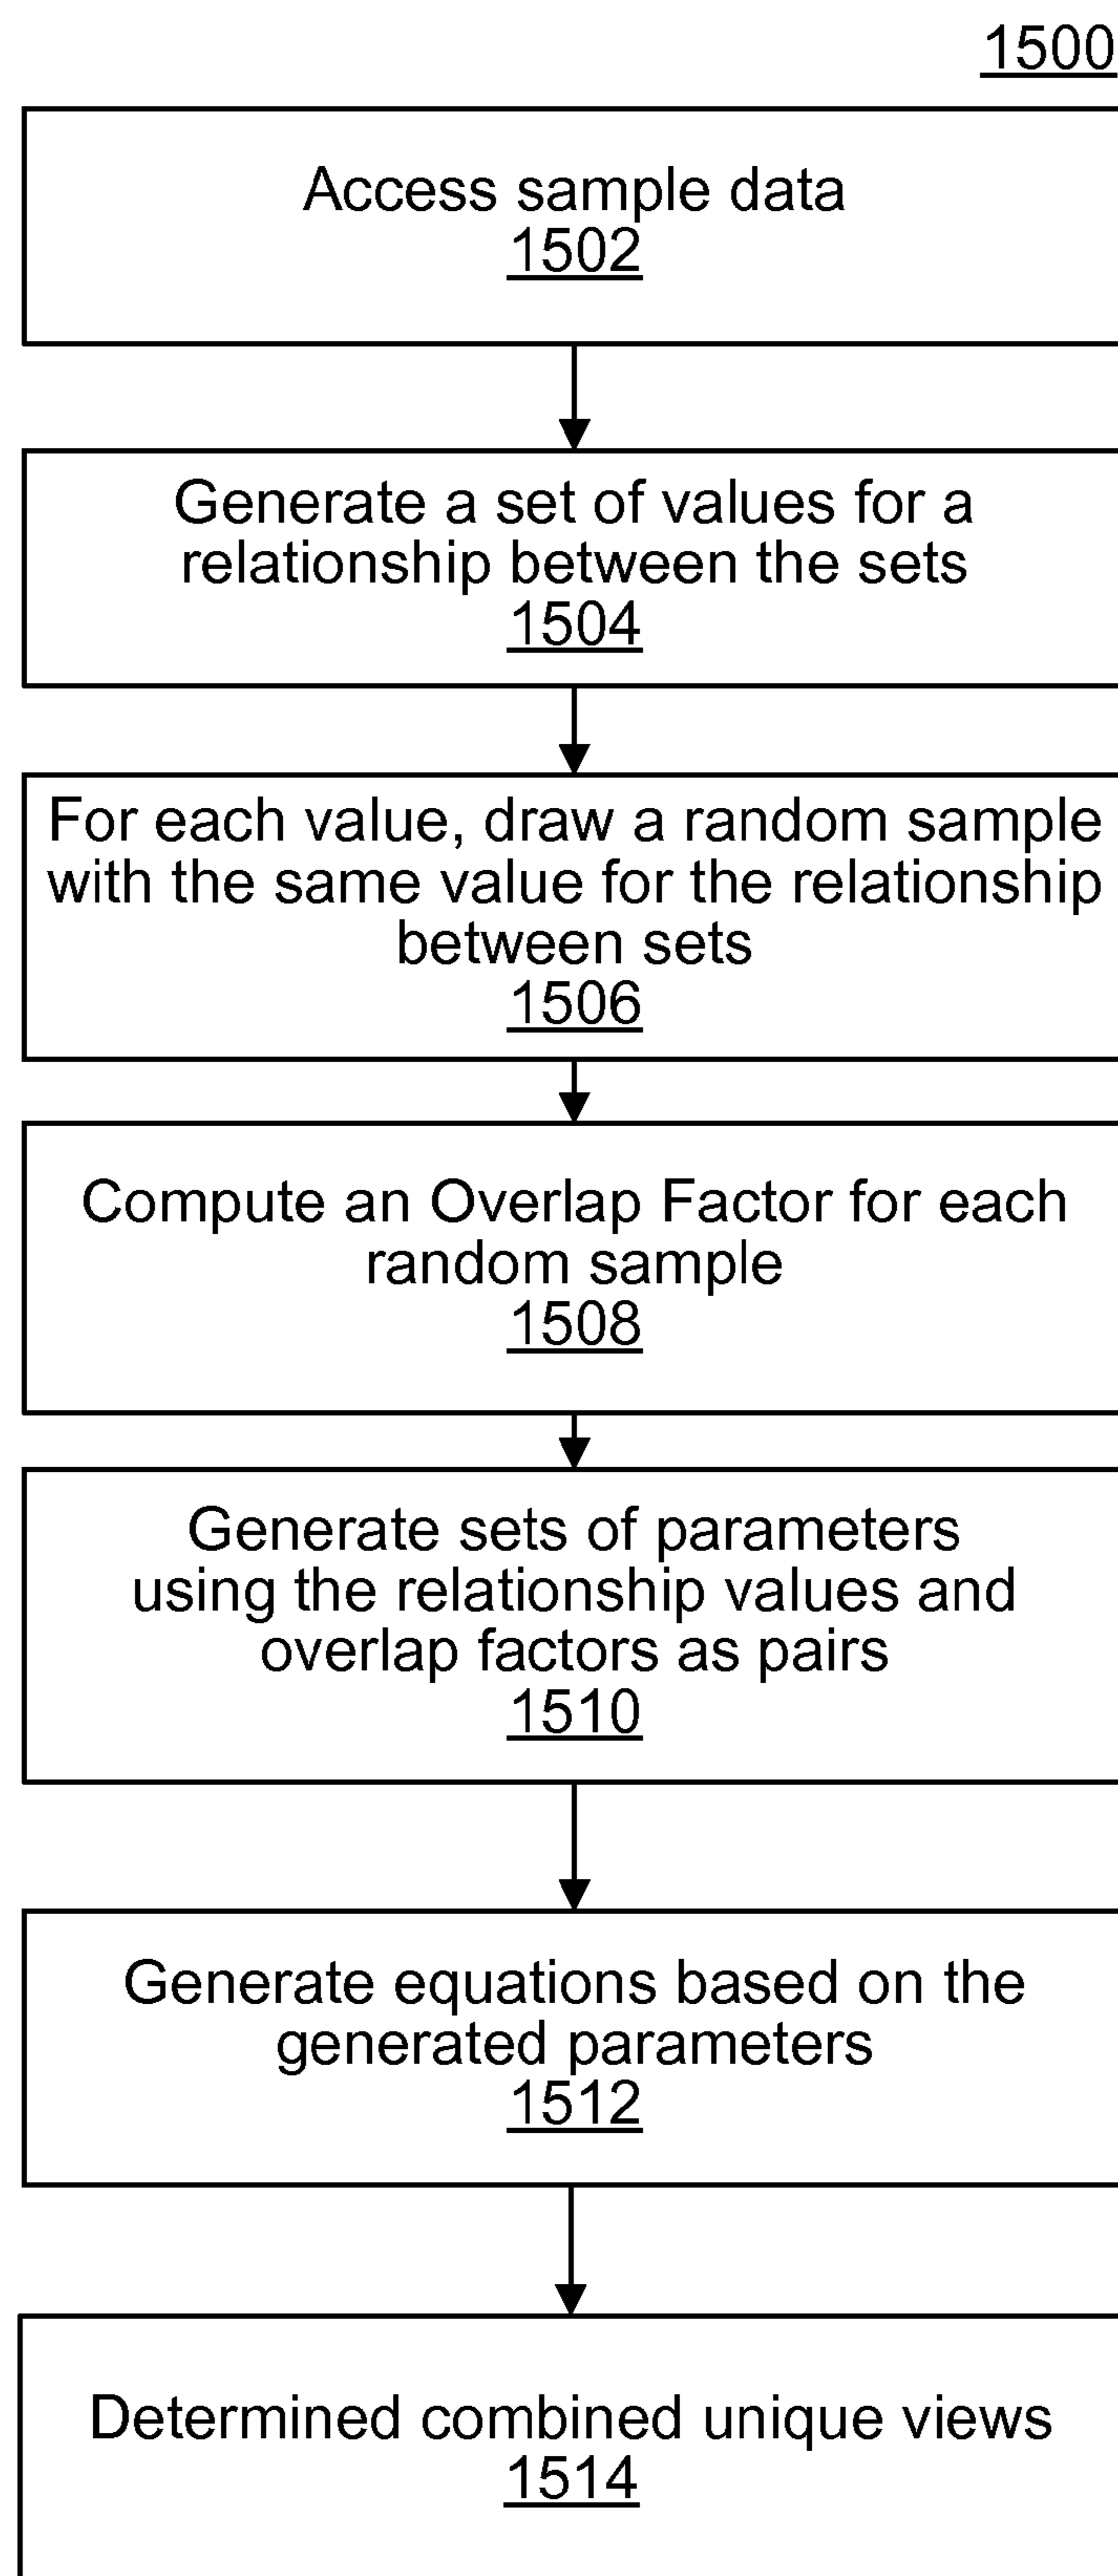 1500
Access sample data
1502
Generate a set of values for a
relationship between the sets
1504
For each value, draw a random sample
with the same value for the relationship
between sets
1506
Compute an Overlap Factor for each
random sample
1508
Generate sets of parameters
using the relationship values and
overlap factors as pairs
1510
Generate equations based on the
generated parameters
1512
Determined combined unique views
1514